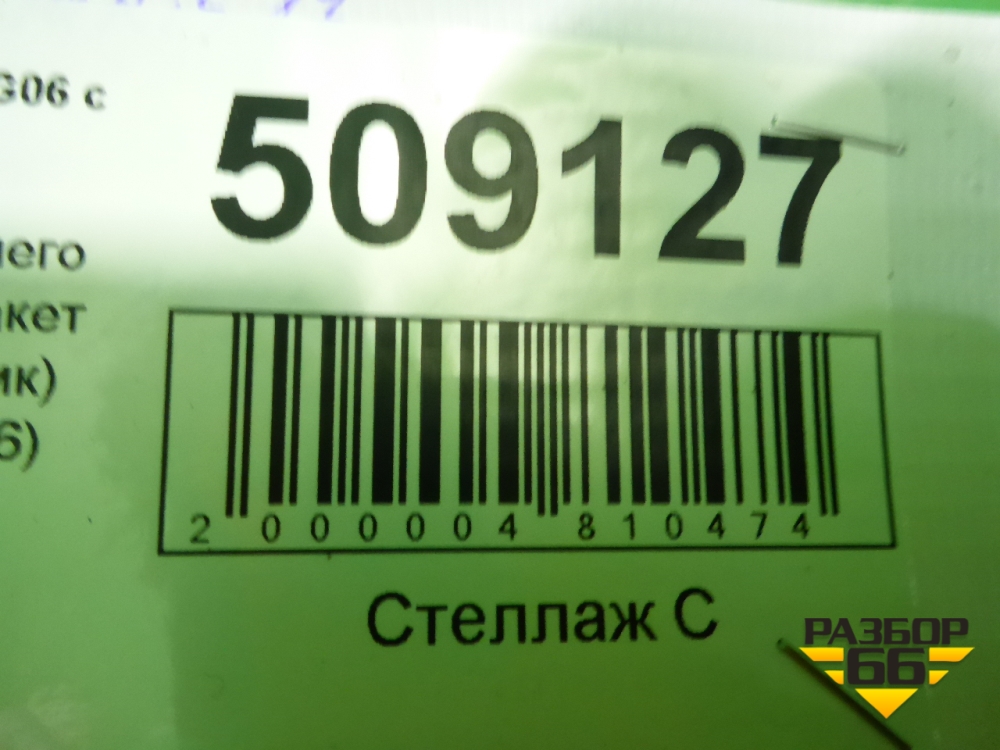 G06 с
509127
него
кет
ик)
6)
2 000004 810474
Стеллаж С
РАЗБОР
66